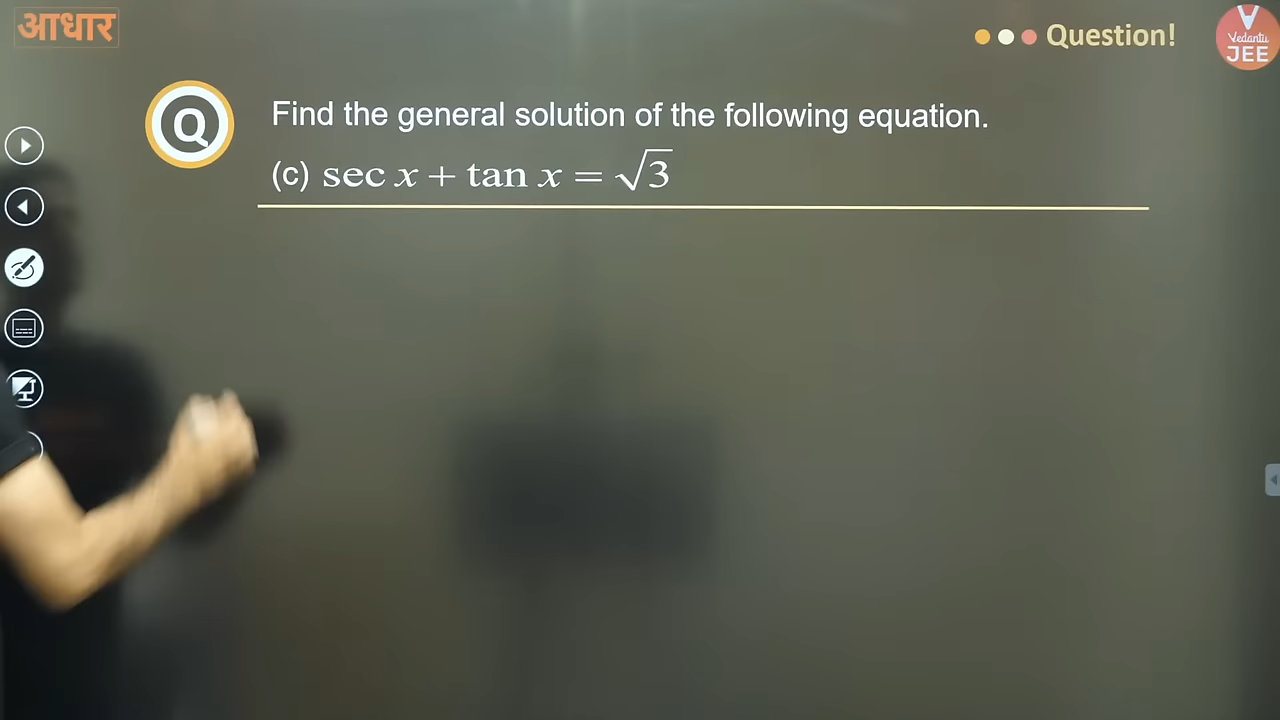 आधार
Question!
Vedantu
JEE
Q
Find the general solution of the following equation.
(c) sec x + tan x = √3